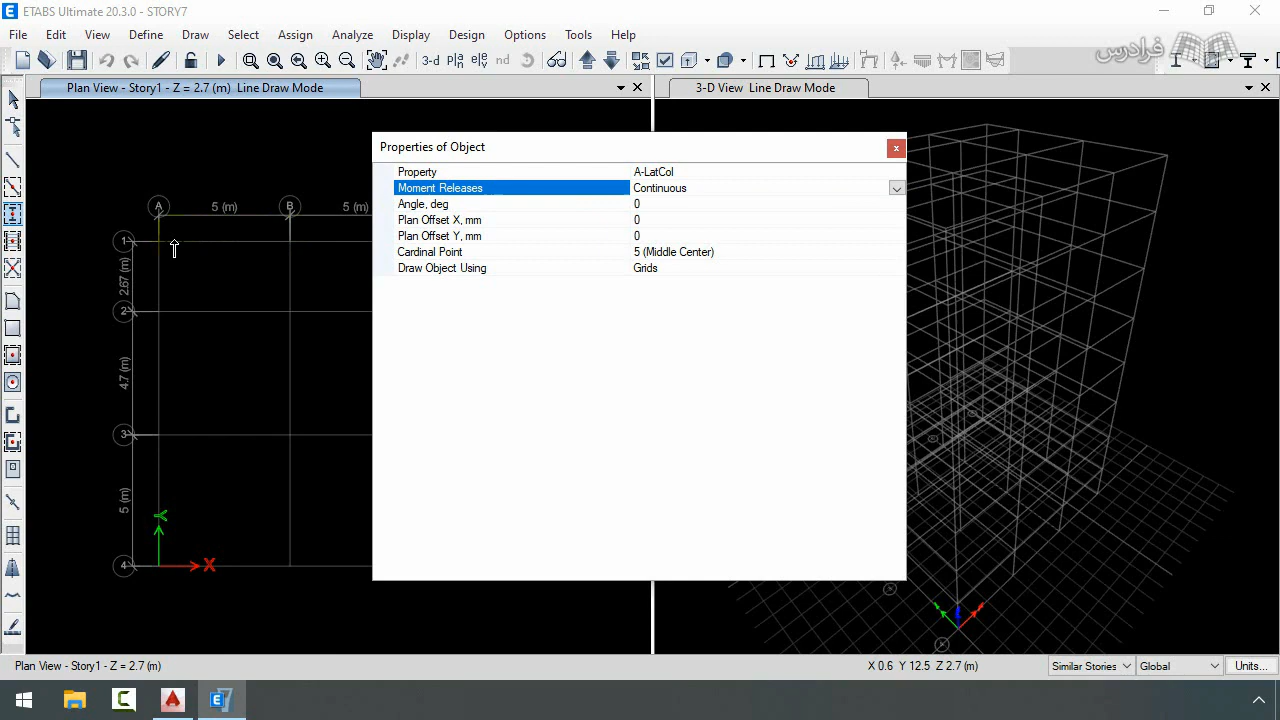 ETABS Ultimate 20.3.0 - STORY7
File Edit View Define Draw Select Assign Analyze Display Design Options Tools Help
3-d nd
فرادرس
Plan View - Story1 - Z = 2.7 (m) Line Draw Mode
3-D View Line Draw Mode
Properties of Object
Property A-LatCol
Moment Releases Continuous
Angle, deg 0
Plan Offset X, mm 0
Plan Offset Y, mm 0
Cardinal Point 5 (Middle Center)
Draw Object Using Grids
A 5 (m) B 5 (m)
1
2.67 (m)
2
4.7 (m)
3
5 (m)
Y
4 X
Plan View - Story1 - Z = 2.7 (m)
X 0.6 Y 12.5 Z 2.7 (m)
Similar Stories
Global
Units...